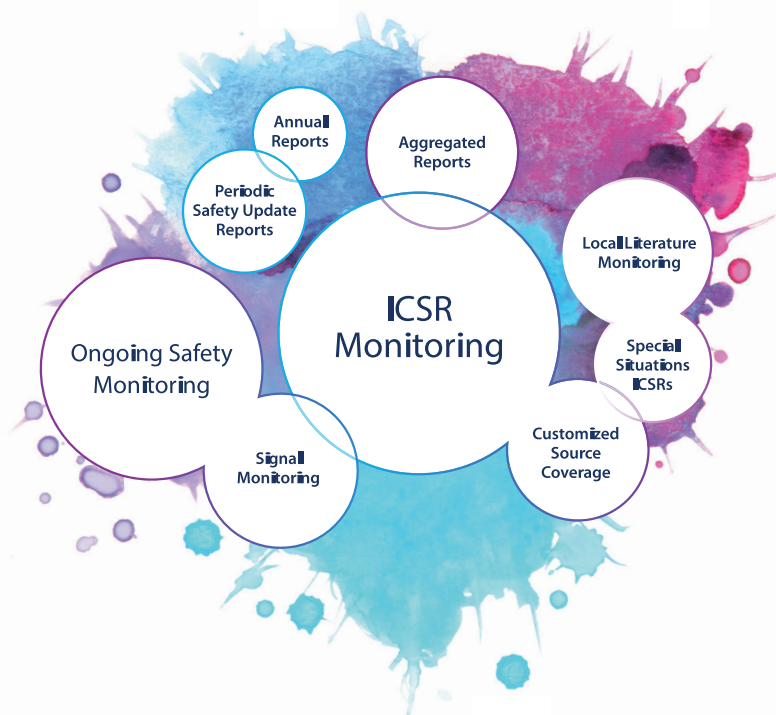 Annual
Reports
Aggregated
Reports
Periodic
Safety Update
Reports
Local Literature
Monitoring
ICSR
Monitoring
Ongoing Safety
Monitoring
Special
Situations
ICSRs
Customized
Source
Coverage
Signal
Monitoring